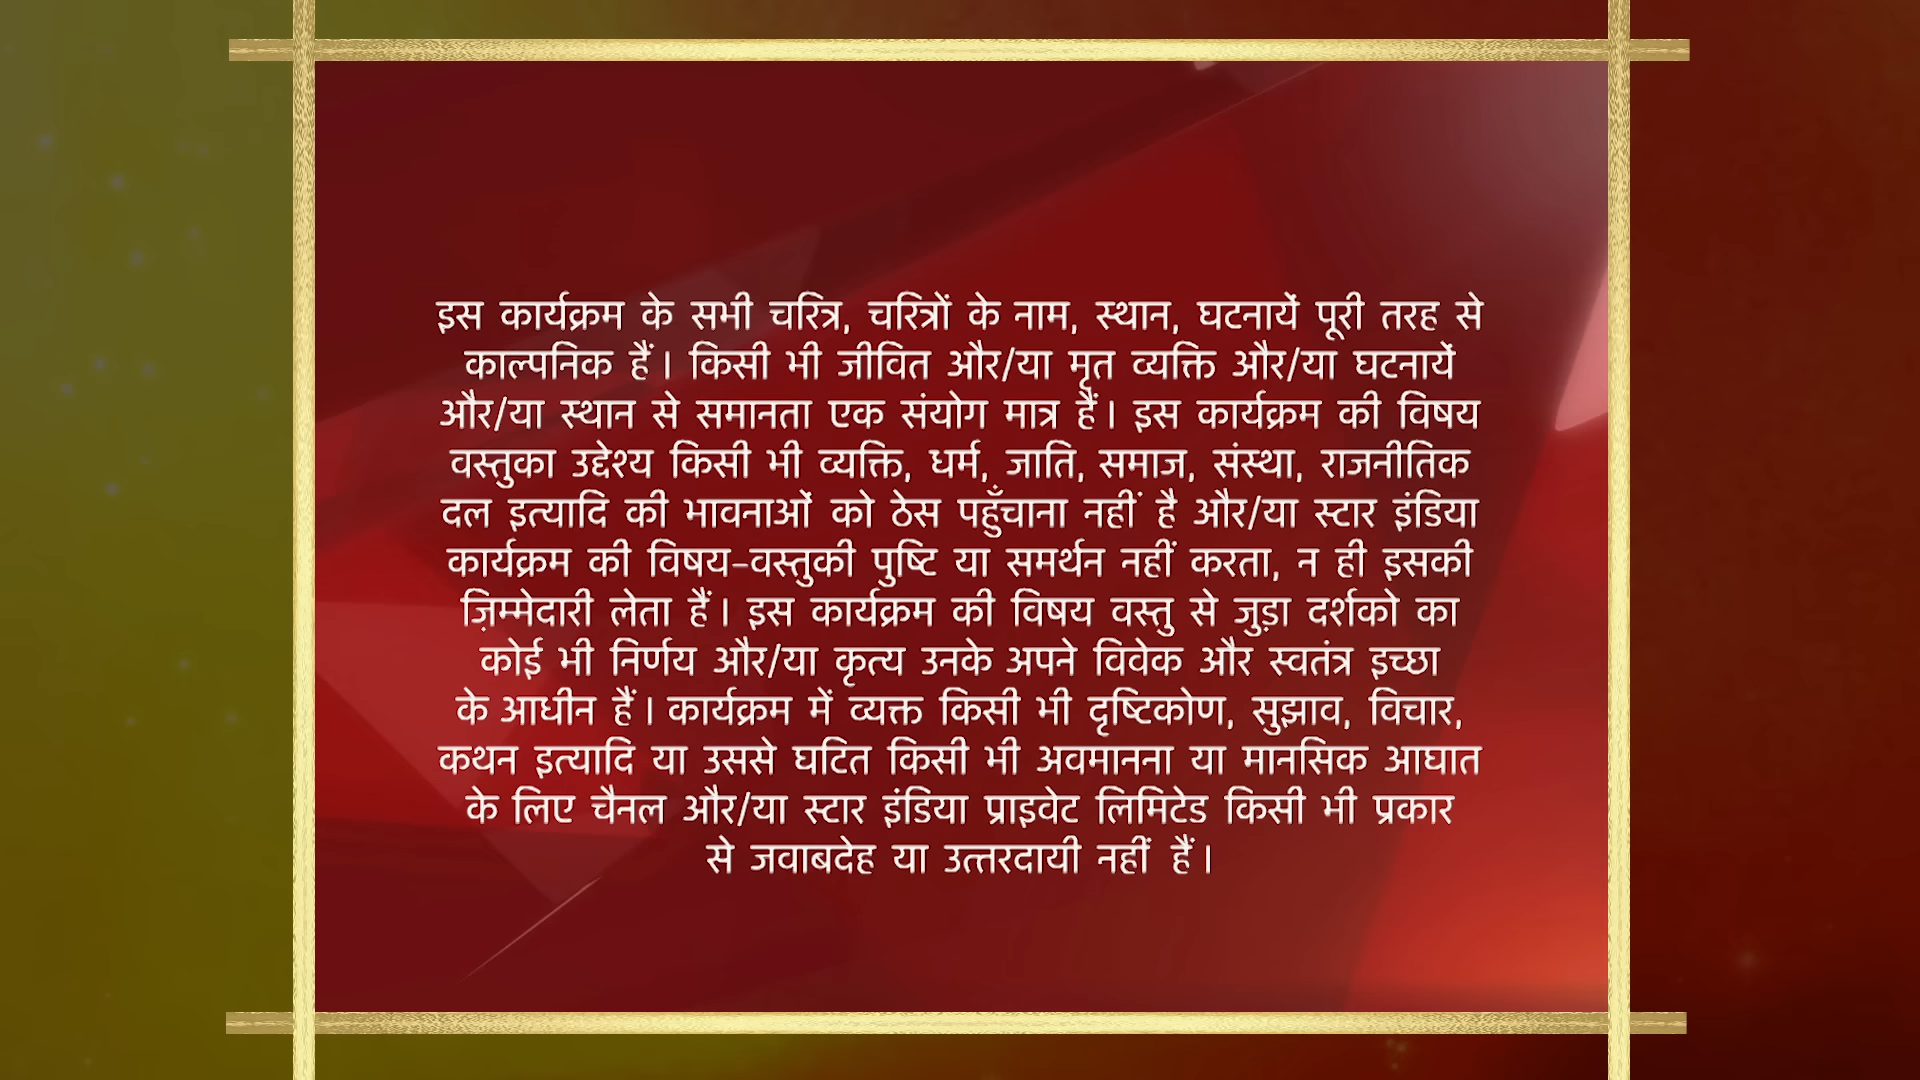 इस कार्यक्रम के सभी चरित्र, चरित्रों के नाम, स्थान, घटनायें पूरी तरह से
काल्पनिक हैं। किसी भी जीवित और/या मृत व्यक्ति और/या घटनायें
और/या स्थान से समानता एक संयोग मात्र हैं। इस कार्यक्रम की विषय
वस्तुका उद्देश्य किसी भी व्यक्ति, धर्म, जाति, समाज, संस्था, राजनीतिक
दल इत्यादि की भावनाओं को ठेस पहुँचाना नहीं है और/या स्टार इंडिया
कार्यक्रम की विषय–वस्तुकी पुष्टि या समर्थन नहीं करता, न ही इसकी
ज़िम्मेदारी लेता हैं। इस कार्यक्रम की विषय वस्तु से जुड़ा दर्शको का
कोई भी निर्णय और/या कृत्य उनके अपने विवेक और स्वतंत्र इच्छा
के आधीन हैं। कार्यक्रम में व्यक्त किसी भी दृष्टिकोण, सुझाव, विचार,
कथन इत्यादि या उससे घटित किसी भी अवमानना या मानसिक आघात
के लिए चैनल और/या स्टार इंडिया प्राइवेट लिमिटेड किसी भी प्रकार
से जवाबदेह या उत्तरदायी नहीं हैं।